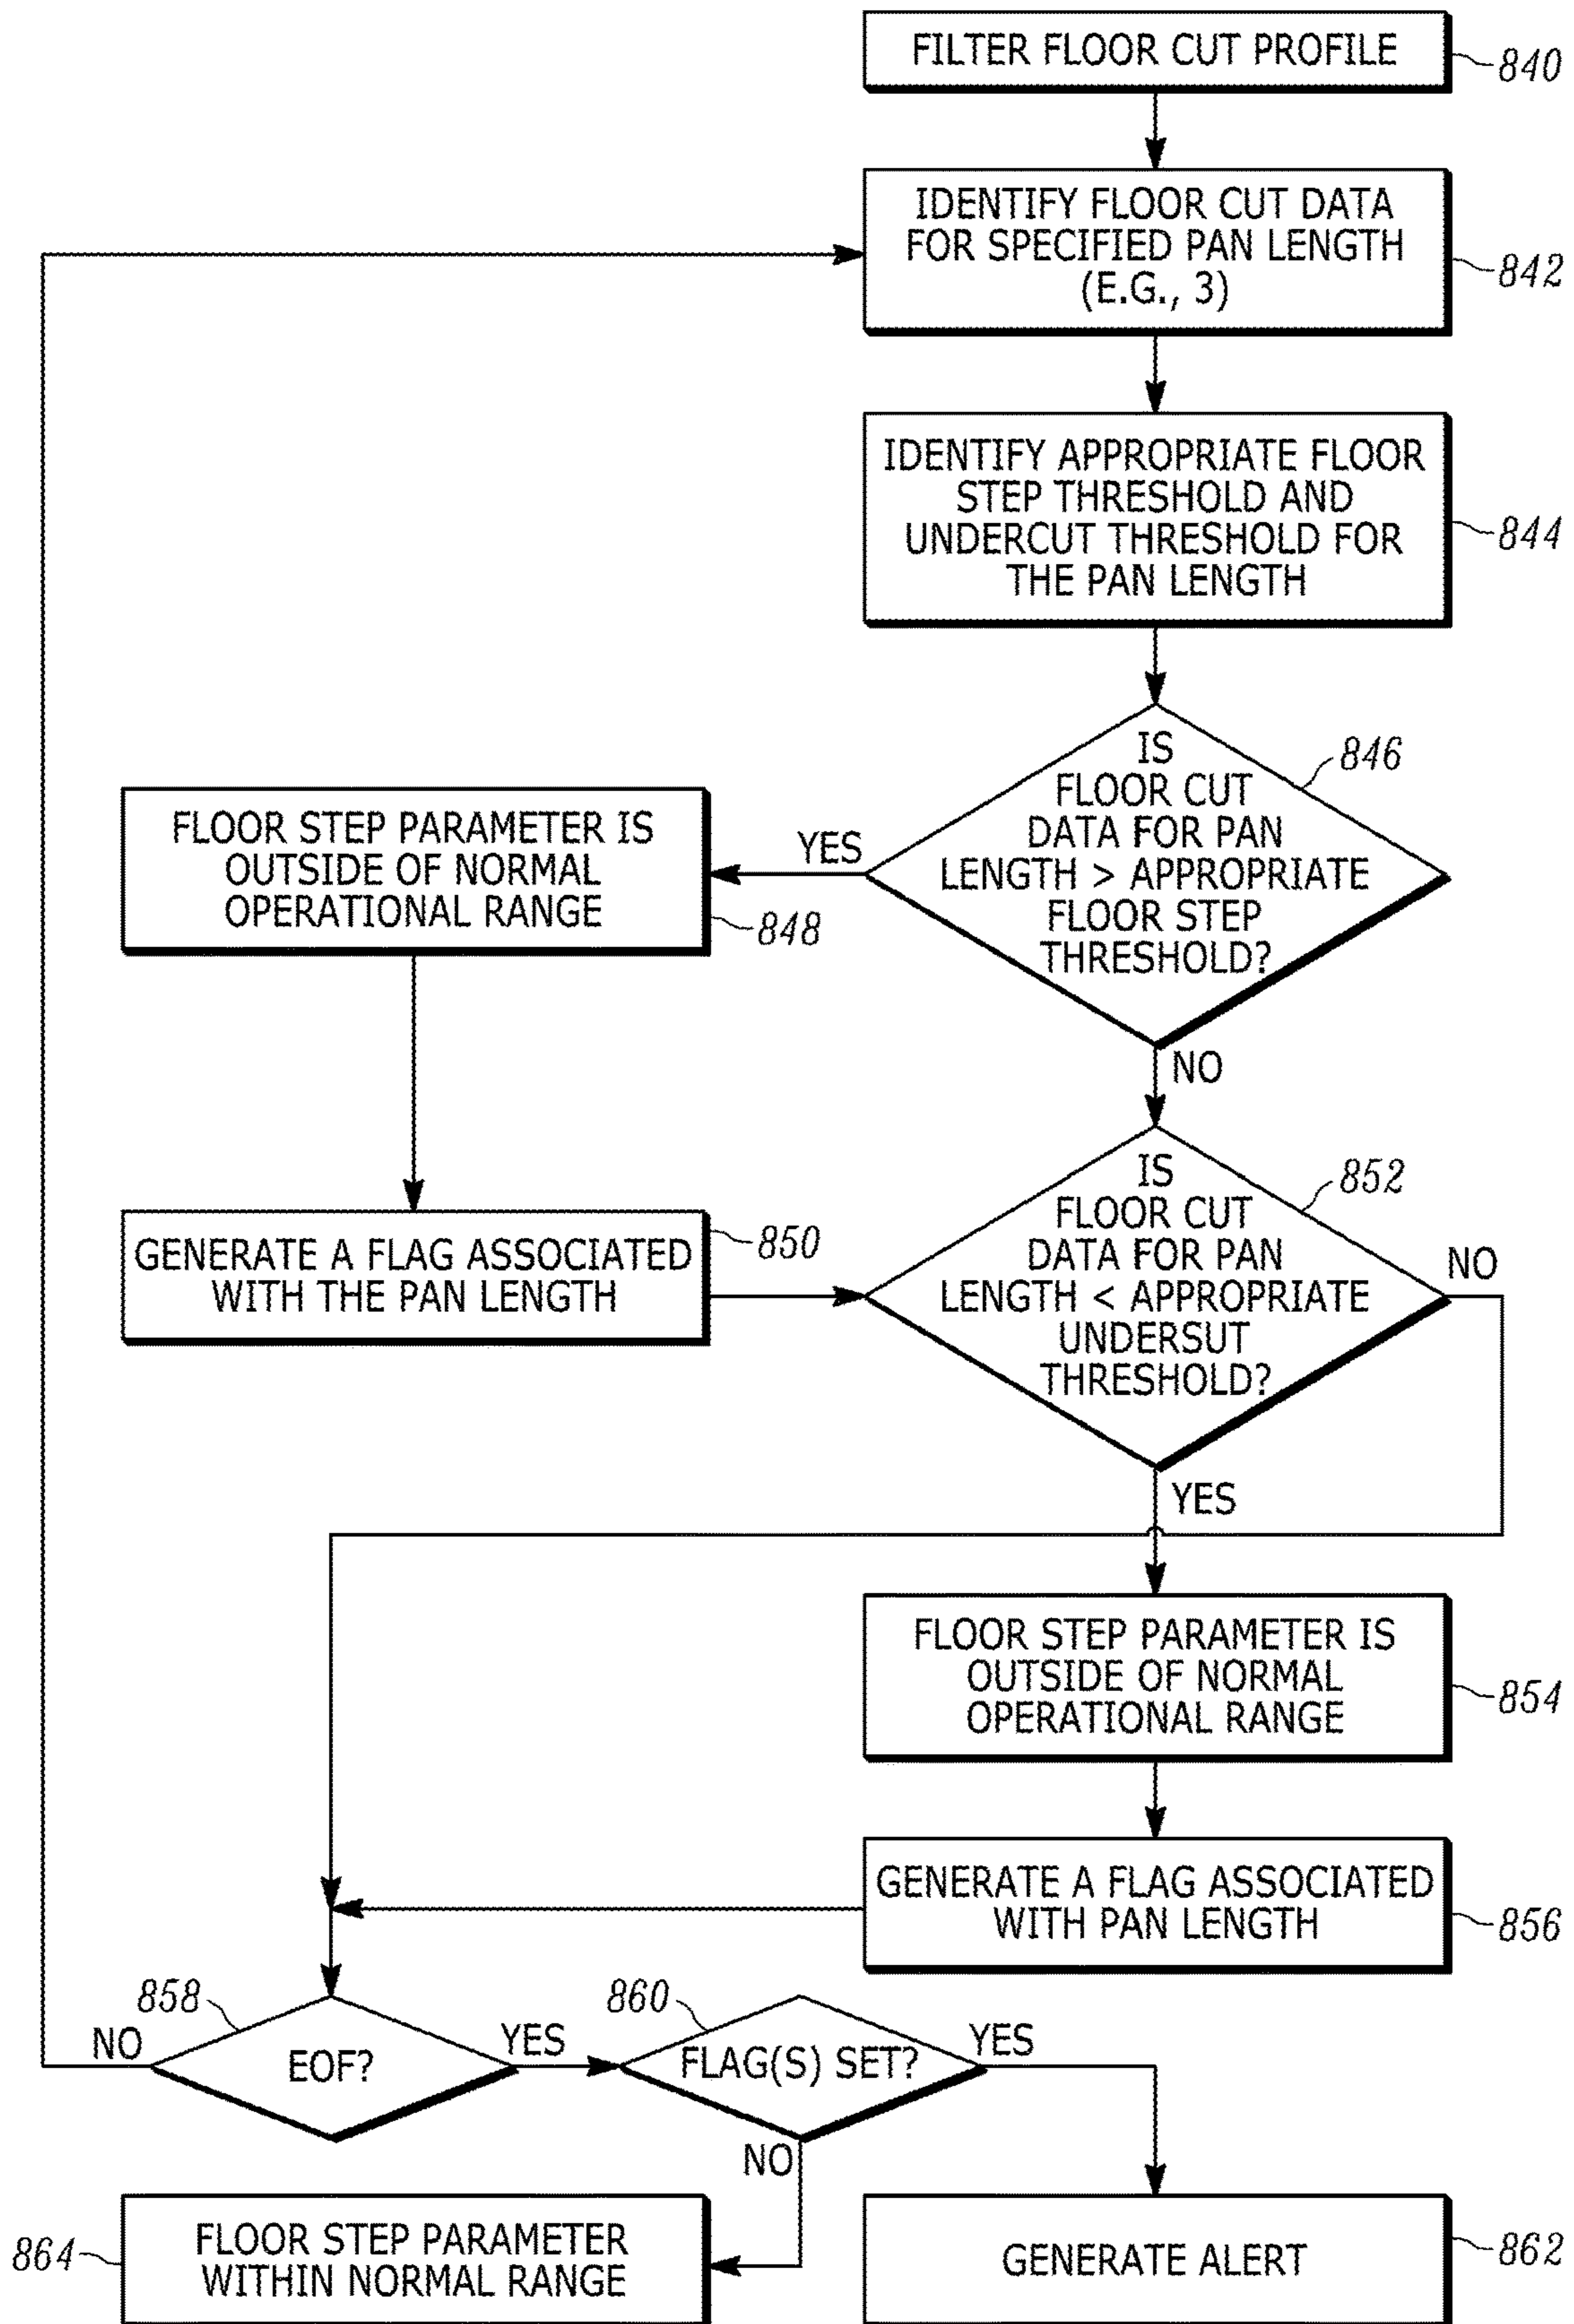 FILTER FLOOR CUT PROFILE
840
IDENTIFY FLOOR CUT DATA
FOR SPECIFIED PAN LENGTH
(E.G., 3)
842
IDENTIFY APPROPRIATE FLOOR
STEP THRESHOLD AND
UNDERCUT THRESHOLD FOR
THE PAN LENGTH
844
IS
FLOOR CUT
DATA FOR PAN
LENGTH > APPROPRIATE
FLOOR STEP
THRESHOLD?
846
YES
FLOOR STEP PARAMETER IS
OUTSIDE OF NORMAL
OPERATIONAL RANGE
848
NO
GENERATE A FLAG ASSOCIATED
WITH THE PAN LENGTH
850
IS
FLOOR CUT
DATA FOR PAN
LENGTH < APPROPRIATE
UNDERSUT
THRESHOLD?
852
NO
YES
FLOOR STEP PARAMETER IS
OUTSIDE OF NORMAL
OPERATIONAL RANGE
854
GENERATE A FLAG ASSOCIATED
WITH PAN LENGTH
856
858
NO
EOF?
YES
860
FLAG(S) SET?
YES
NO
864
FLOOR STEP PARAMETER
WITHIN NORMAL RANGE
GENERATE ALERT
862